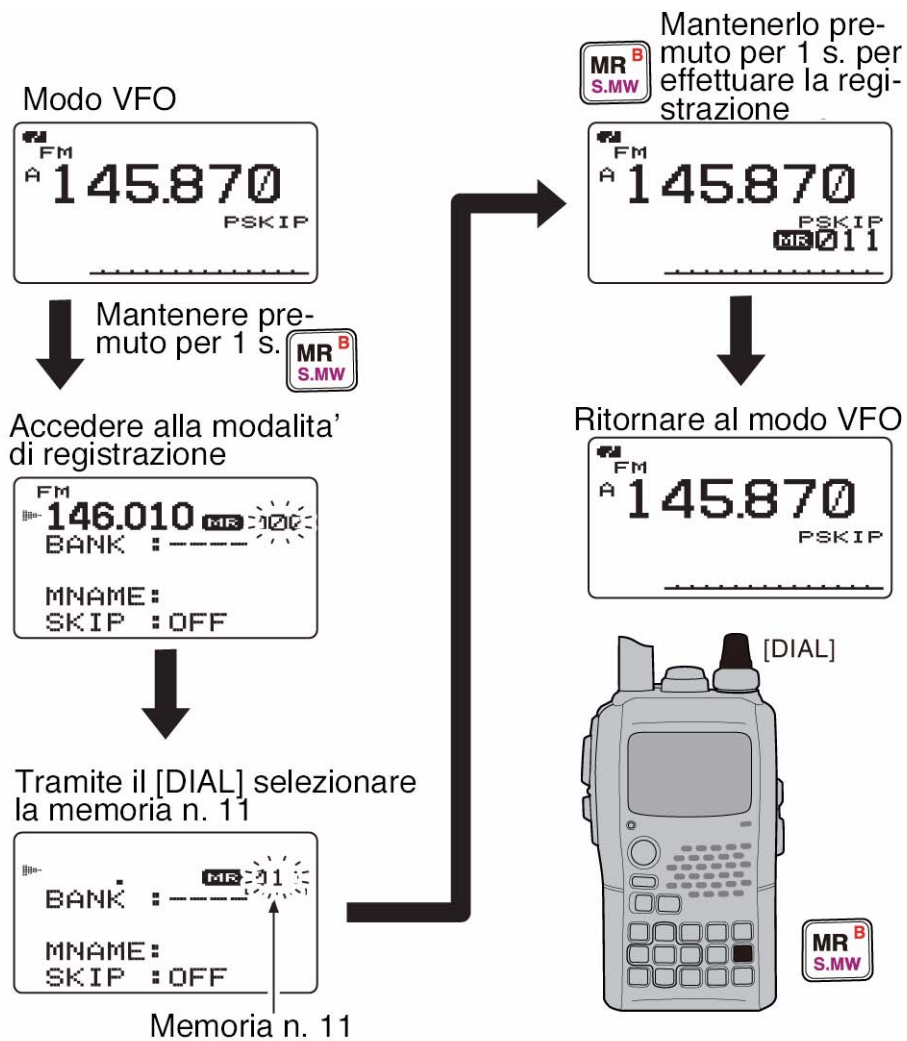 Modo VFO
FM
A 145.870
PSKIP
Mantenere pre-
muto per 1 s.
MR B
S.MW
Accedere alla modalita'
di registrazione
FM
146.010 MR 100
BANK :----
MNAME:
SKIP :OFF
Tramite il [DIAL] selezionare
la memoria n. 11
MR 11
BANK :----
MNAME:
SKIP :OFF
Memoria n. 11
Mantenerlo pre-
muto per 1 s. per
effettuare la regi-
strazione
MR B
S.MW
FM
A 145.870
PSKIP
MR 011
Ritornare al modo VFO
FM
A 145.870
PSKIP
[DIAL]
MR B
S.MW